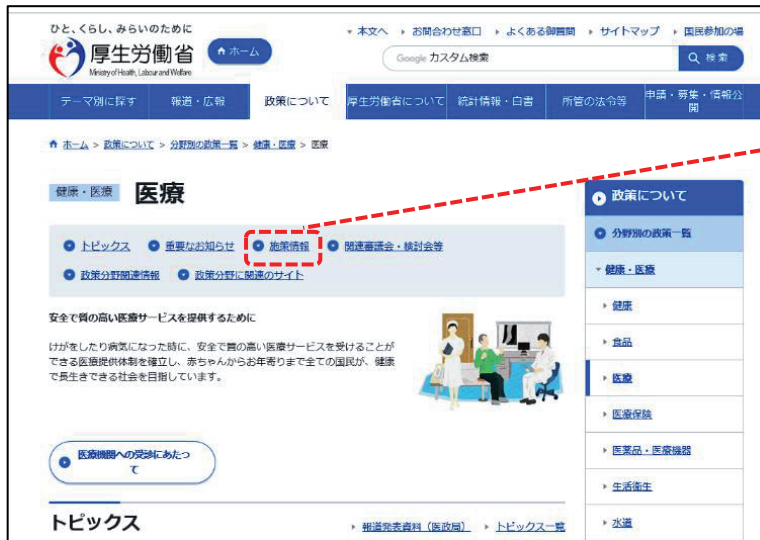 ひと、くらし、みらいのために
厚生労働省
Ministry of Health, Labour and Welfare
ホーム
本文へ お問合わせ窓口 よくある御質問 サイトマップ 国民参加の場
Google カスタム検索
検索
テーマ別に探す 報道・広報 政策について 厚生労働省について 統計情報・白書 所管の法令等 申請・募集・情報公
開
ホーム > 政策について > 分野別の政策一覧 > 健康・医療 > 医療
健康・医療 医療
トピックス 重要なお知らせ 施策情報 関連審議会・検討会等
政策分野関連情報 政策分野に関連のサイト
安全で質の高い医療サービスを提供するために
けがをしたり病気になった時に、安全で質の高い医療サービスを受けることが
できる医療提供体制を確立し、赤ちゃんからお年寄りまで全ての国民が、健康
で長生きできる社会を目指しています。
医療機関への受診にあたっ
て
トピックス
報道発表資料（医政局） トピックス一覧
政策について
分野別の政策一覧
健康・医療
健康
食品
医療
医療保険
医薬品・医療機器
生活衛生
水道